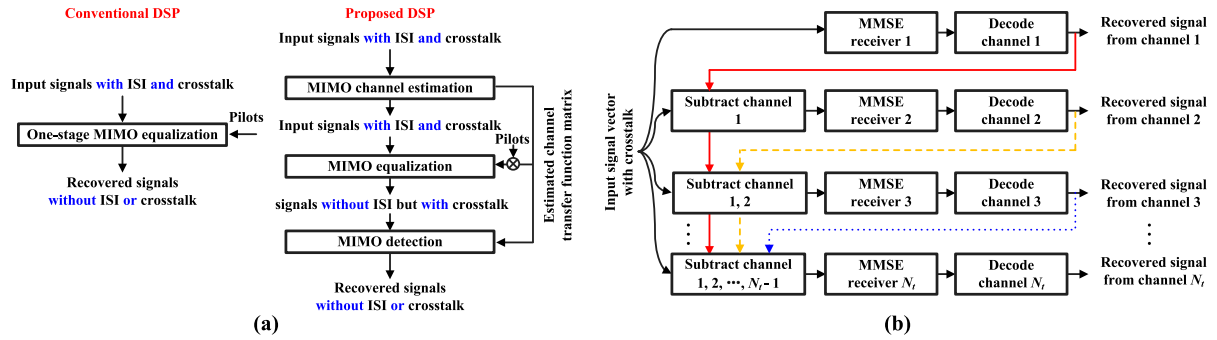 Conventional DSP
Input signals with ISI and crosstalk
Pilots
One-stage MIMO equalization
Recovered signals
without ISI or crosstalk
Proposed DSP
Input signals with ISI and crosstalk
MIMO channel estimation
Input signals with ISI and crosstalk
Pilots
MIMO equalization
signals without ISI but with crosstalk
MIMO detection
Recovered signals
without ISI or crosstalk
Estimated channel
transfer function matrix
(a)
Input signal vector
with crosstalk
MMSE
receiver 1
Decode
channel 1
Recovered signal
from channel 1
Subtract channel
1
MMSE
receiver 2
Decode
channel 2
Recovered signal
from channel 2
Subtract channel
1, 2
MMSE
receiver 3
Decode
channel 3
Recovered signal
from channel 3
⋮
⋮
Subtract channel
1, 2, ···, Nt - 1
MMSE
receiver Nt
Decode
channel Nt
Recovered signal
from channel Nt
(b)